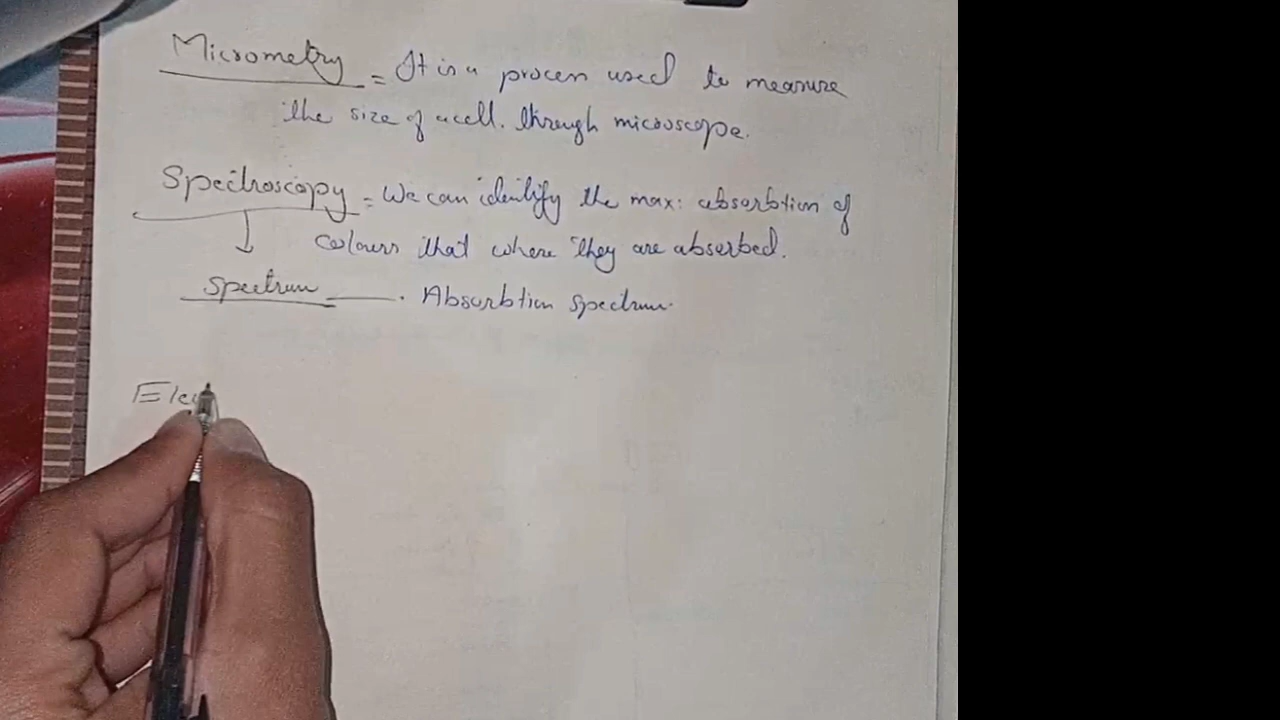 Micrometry = It is a process used to measure
the size of a cell. through microscope.
Spectroscopy = We can identify the max: absorbtion of
colours that where they are absorbed.
Spectrum . Absorbtion spectrum.
Elec